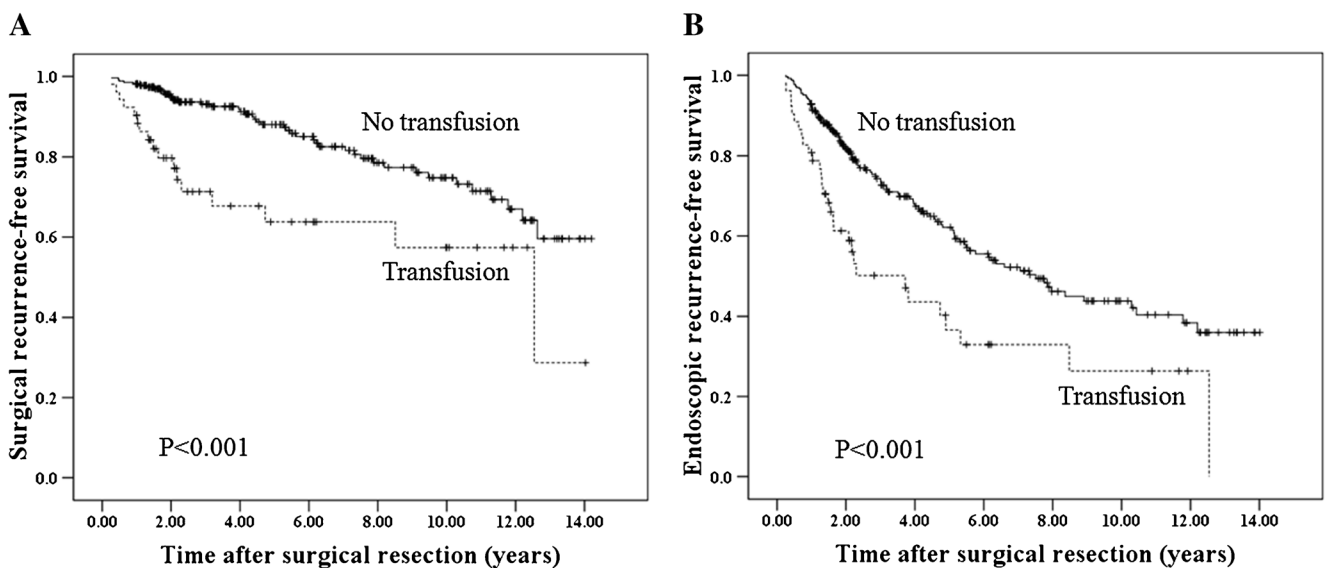 A
Surgical recurrence-free survival
1.0
0.8
0.6
0.4
0.2
0.0
No transfusion
Transfusion
P<0.001
0.00 2.00 4.00 6.00 8.00 10.00 12.00 14.00
Time after surgical resection (years)
B
Endoscopic recurrence-free survival
1.0
0.8
0.6
0.4
0.2
0.0
No transfusion
Transfusion
P<0.001
0.00 2.00 4.00 6.00 8.00 10.00 12.00 14.00
Time after surgical resection (years)